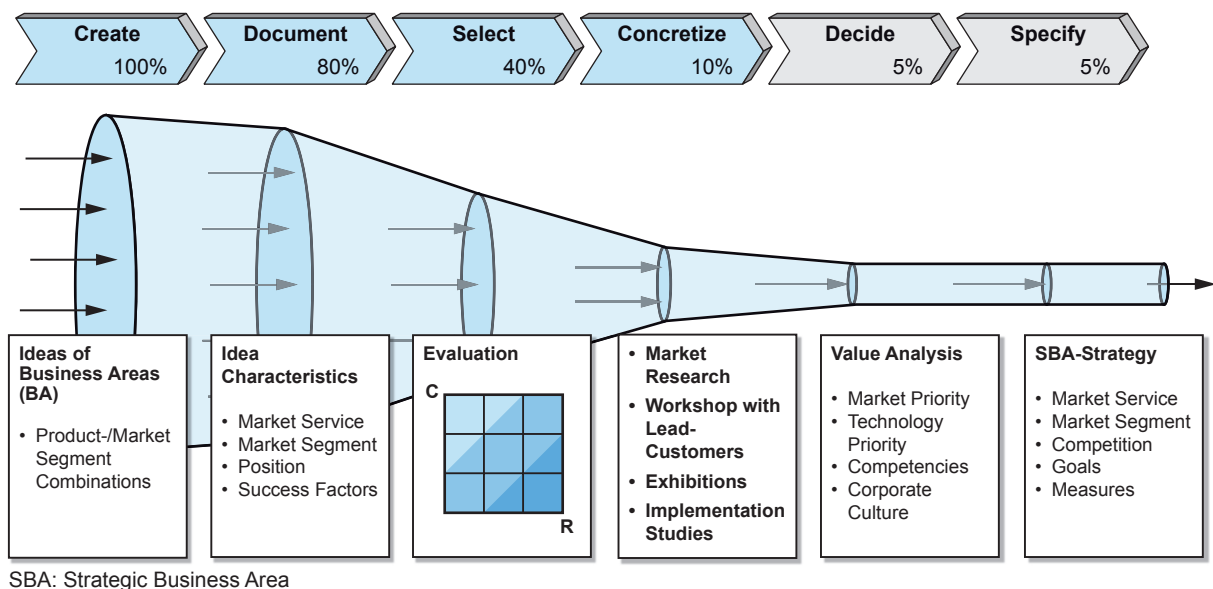 Create
100%
Document
80%
Select
40%
Concretize
10%
Decide
5%
Specify
5%
Ideas of
Business Areas
(BA)
• Product-/Market
Segment
Combinations
Idea
Characteristics
• Market Service
• Market Segment
• Position
• Success Factors
Evaluation
C
R
• Market
Research
• Workshop with
Lead-
Customers
• Exhibitions
• Implementation
Studies
Value Analysis
• Market Priority
• Technology
Priority
• Competencies
• Corporate
Culture
SBA-Strategy
• Market Service
• Market Segment
• Competition
• Goals
• Measures
SBA: Strategic Business Area